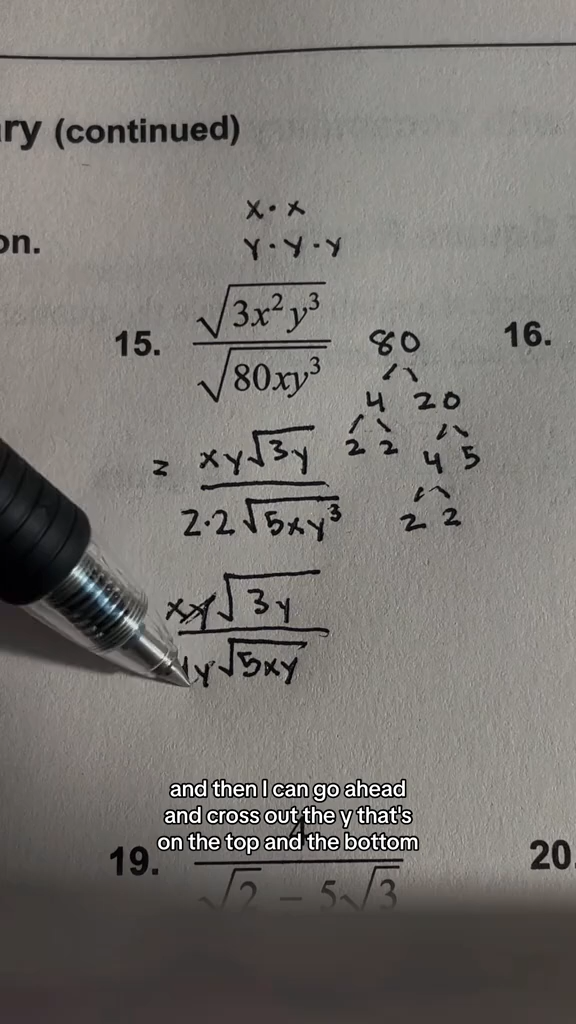 ry (continued)
on.
x · x
y · y · y
15. √3x²y³ / √80xy³
80
4 20
2 2 4 5
2 2
16.
= xy√3y / 2·2√5xy³
xy√3y / 4y√5xy
and then I can go ahead
and cross out the y that's
on the top and the bottom
19. 4 / √2 − 5√3
20.